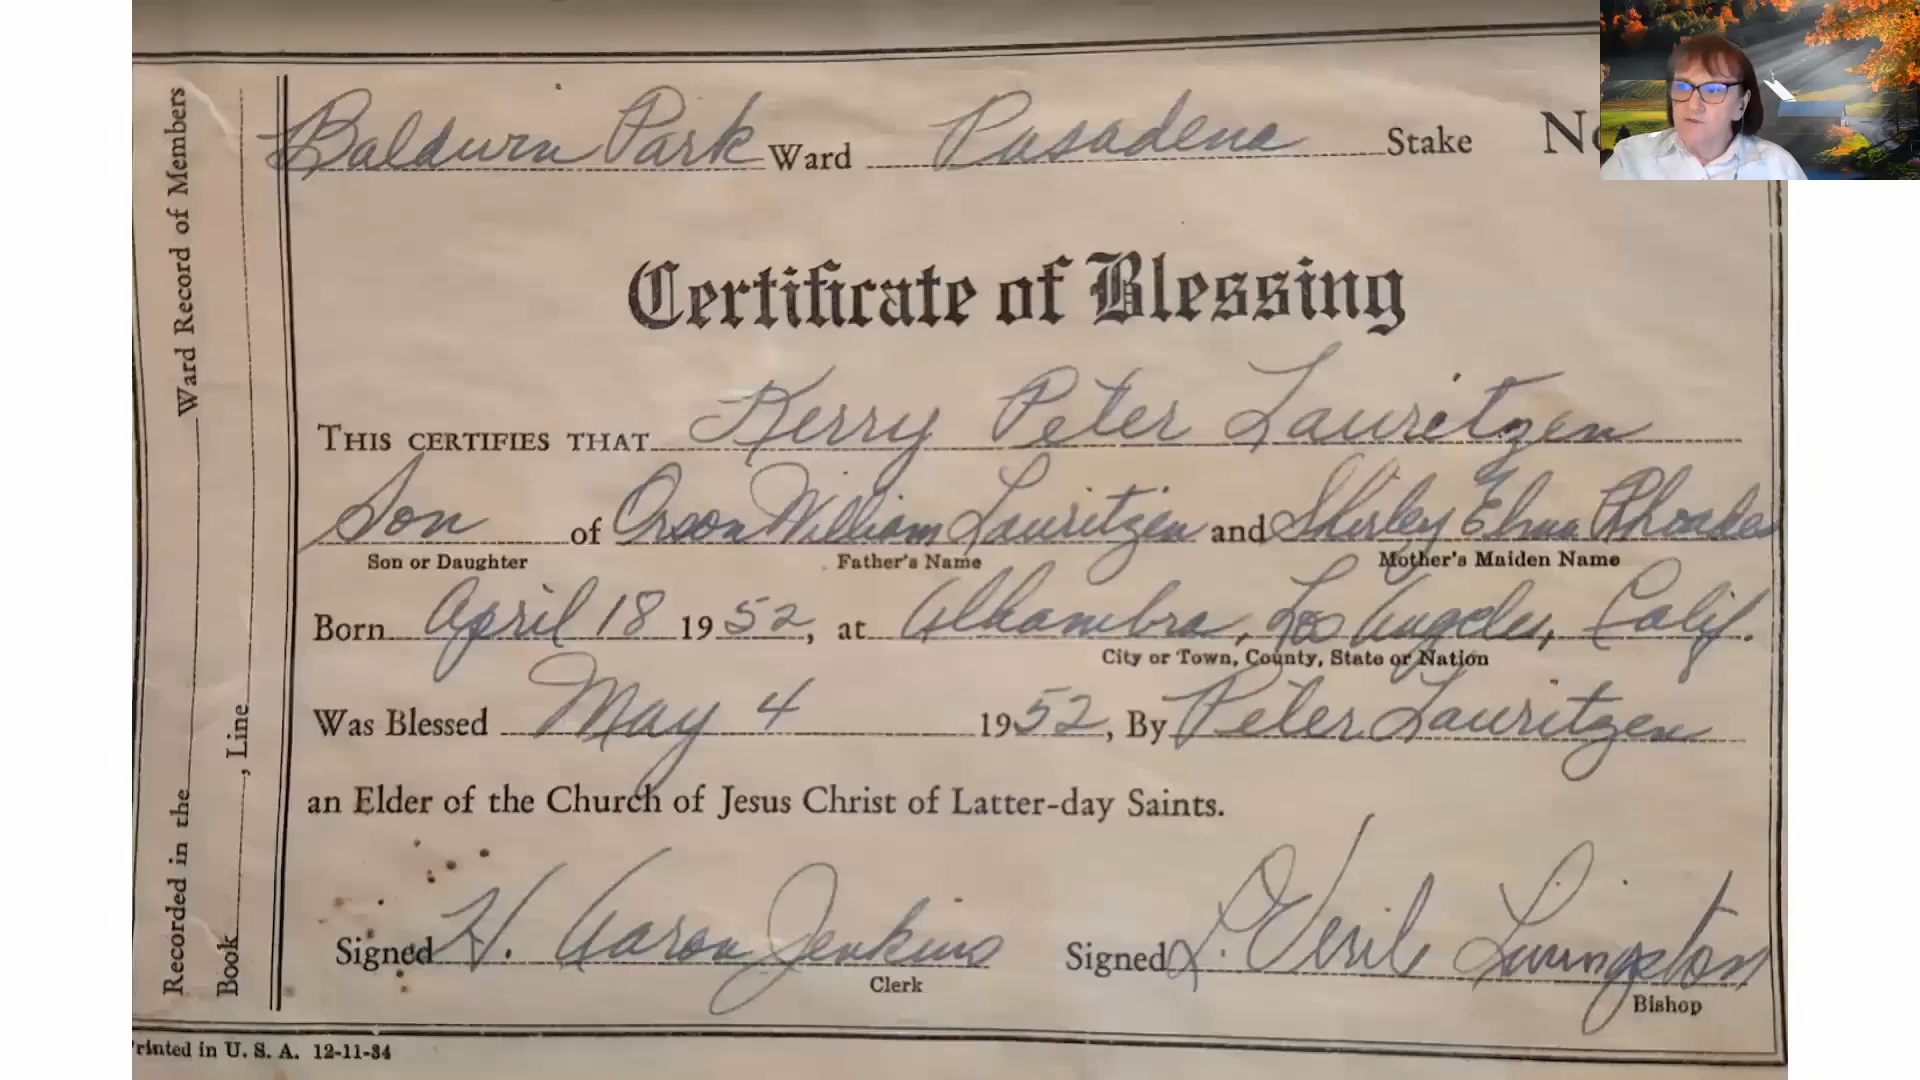 Baldwin Park Ward Pasadena Stake No
Certificate of Blessing
THIS CERTIFIES THAT Kerry Peter Lauritzen
Son of Orson William Lauritzen and Shirley Elma Rhoades
Son or Daughter Father's Name Mother's Maiden Name
Born April 18 1952, at Alhambra, Los Angeles, Calif.
City or Town, County, State or Nation
Was Blessed May 4 1952, By Peter Lauritzen
an Elder of the Church of Jesus Christ of Latter-day Saints.
Signed H. Aaron Jenkins Signed L. Livingston
Clerk Bishop
Recorded in the Ward Record of Members
Book , Line
rinted in U. S. A. 12-11-34